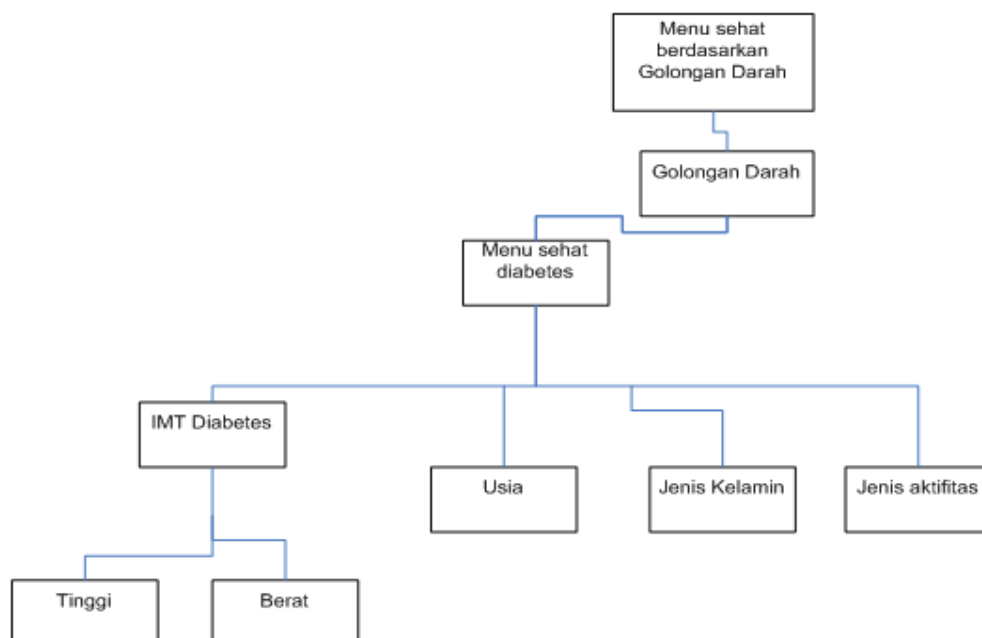 Menu sehat
berdasarkan
Golongan Darah
Golongan Darah
Menu sehat
diabetes
IMT Diabetes
Usia
Jenis Kelamin
Jenis aktifitas
Tinggi
Berat